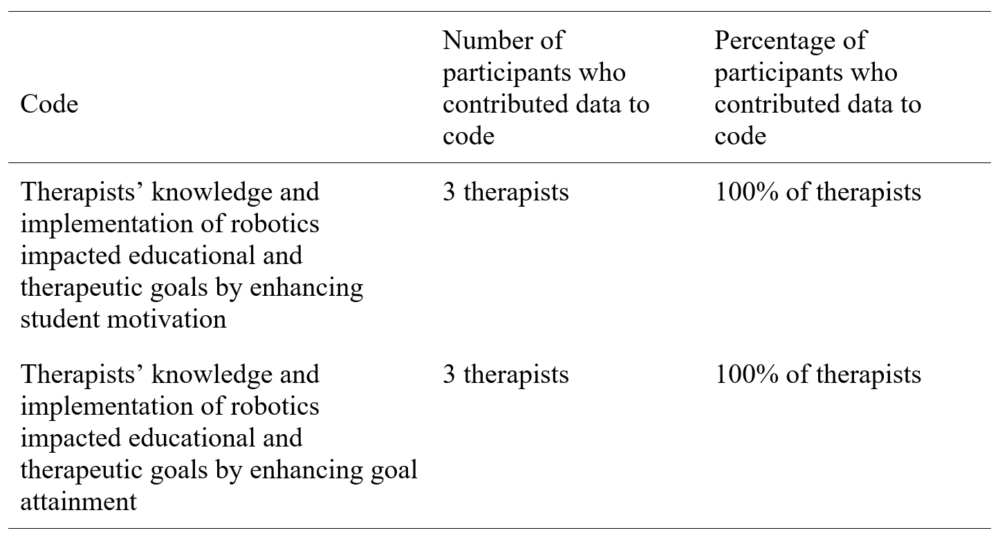 Code
Number of
participants who
contributed data to
code
Percentage of
participants who
contributed data to
code
Therapists’ knowledge and
implementation of robotics
impacted educational and
therapeutic goals by enhancing
student motivation
3 therapists
100% of therapists
Therapists’ knowledge and
implementation of robotics
impacted educational and
therapeutic goals by enhancing goal
attainment
3 therapists
100% of therapists